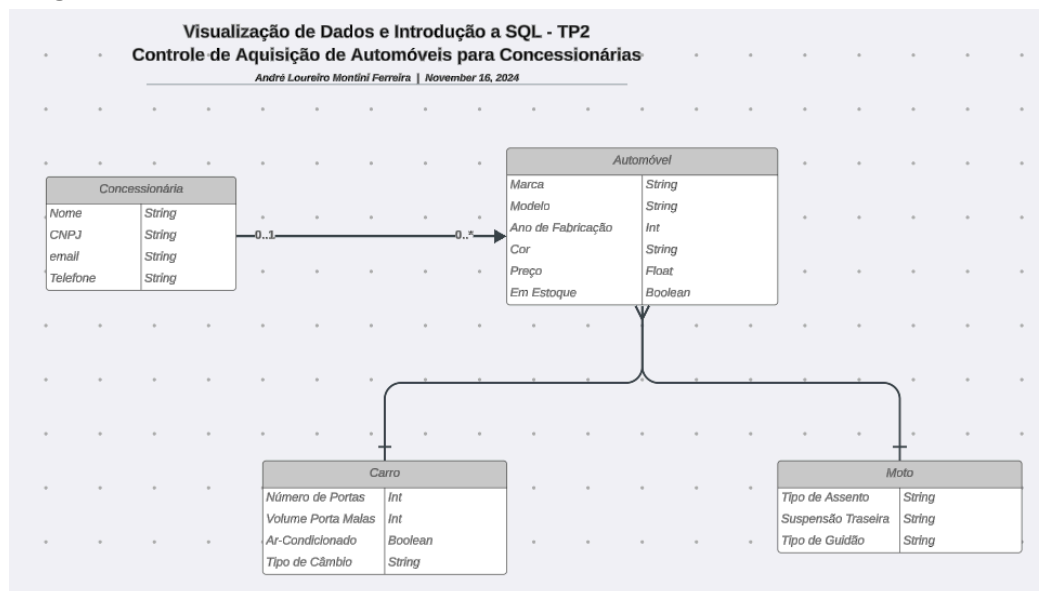 Visualização de Dados e Introdução a SQL - TP2
Controle de Aquisição de Automóveis para Concessionárias
André Loureiro Montini Ferreira | November 16, 2024
Concessionária
Nome String
CNPJ String
email String
Telefone String
0..1
0..*
Automóvel
Marca String
Modelo String
Ano de Fabricação Int
Cor String
Preço Float
Em Estoque Boolean
Carro
Número de Portas Int
Volume Porta Malas Int
Ar-Condicionado Boolean
Tipo de Câmbio String
Moto
Tipo de Assento String
Suspensão Traseira String
Tipo de Guidão String